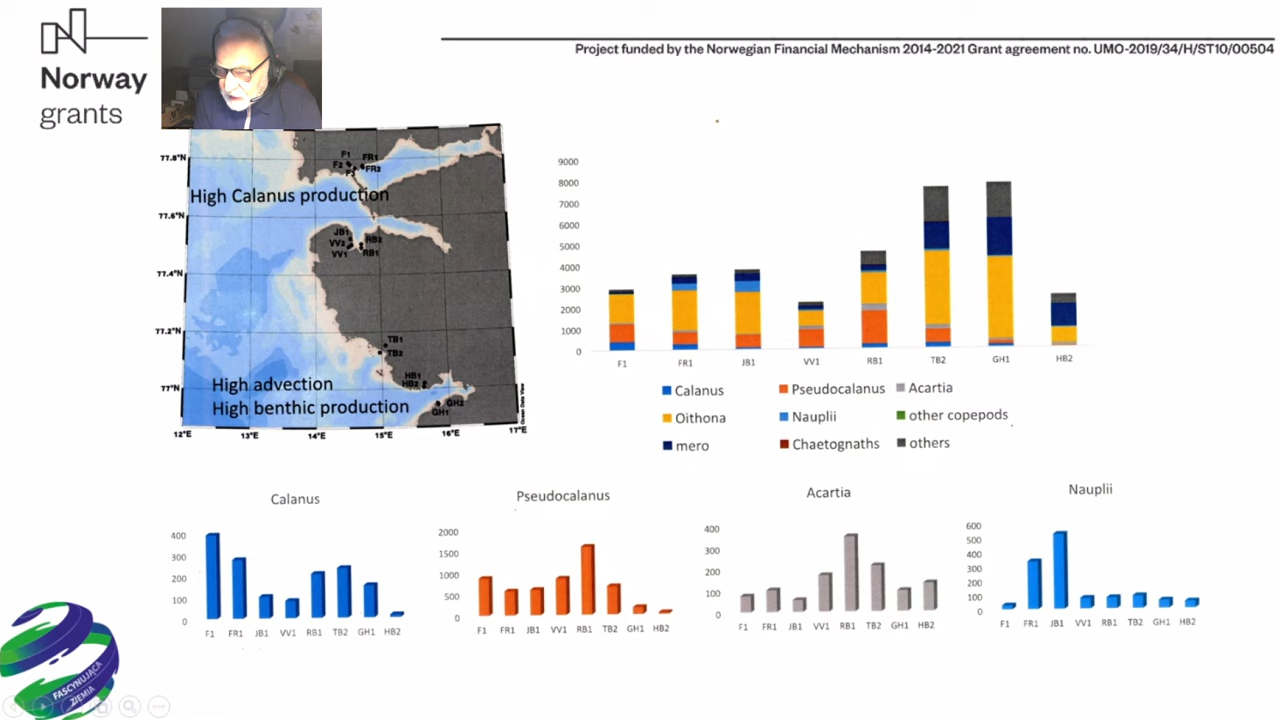 Norway
grants
Project funded by the Norwegian Financial Mechanism 2014-2021 Grant agreement no. UMO-2019/34/H/ST10/00504
77.8°N
77.6°N
77.4°N
77.2°N
77°N
12°E 13°E 14°E 15°E 16°E 17°E
F1
F2
F3
FR1
FR2
High Calanus production
JB1
VV2
VV1
RB2
RB1
TB1
TB2
HB1
HB2
GH2
GH1
High advection
High benthic production
Ocean Data View
9000
8000
7000
6000
5000
4000
3000
2000
1000
0
F1 FR1 JB1 VV1 RB1 TB2 GH1 HB2
Calanus Pseudocalanus Acartia
Oithona Nauplii other copepods
mero Chaetognaths others
Calanus
400
300
200
100
0
F1 FR1 JB1 VV1 RB1 TB2 GH1 HB2
Pseudocalanus
2000
1500
1000
500
0
F1 FR1 JB1 VV1 RB1 TB2 GH1 HB2
Acartia
400
300
200
100
0
F1 FR1 JB1 VV1 RB1 TB2 GH1 HB2
Nauplii
600
500
400
300
200
100
0
F1 FR1 JB1 VV1 RB1 TB2 GH1 HB2
FASCYNUJĄCA
ZIEMIA